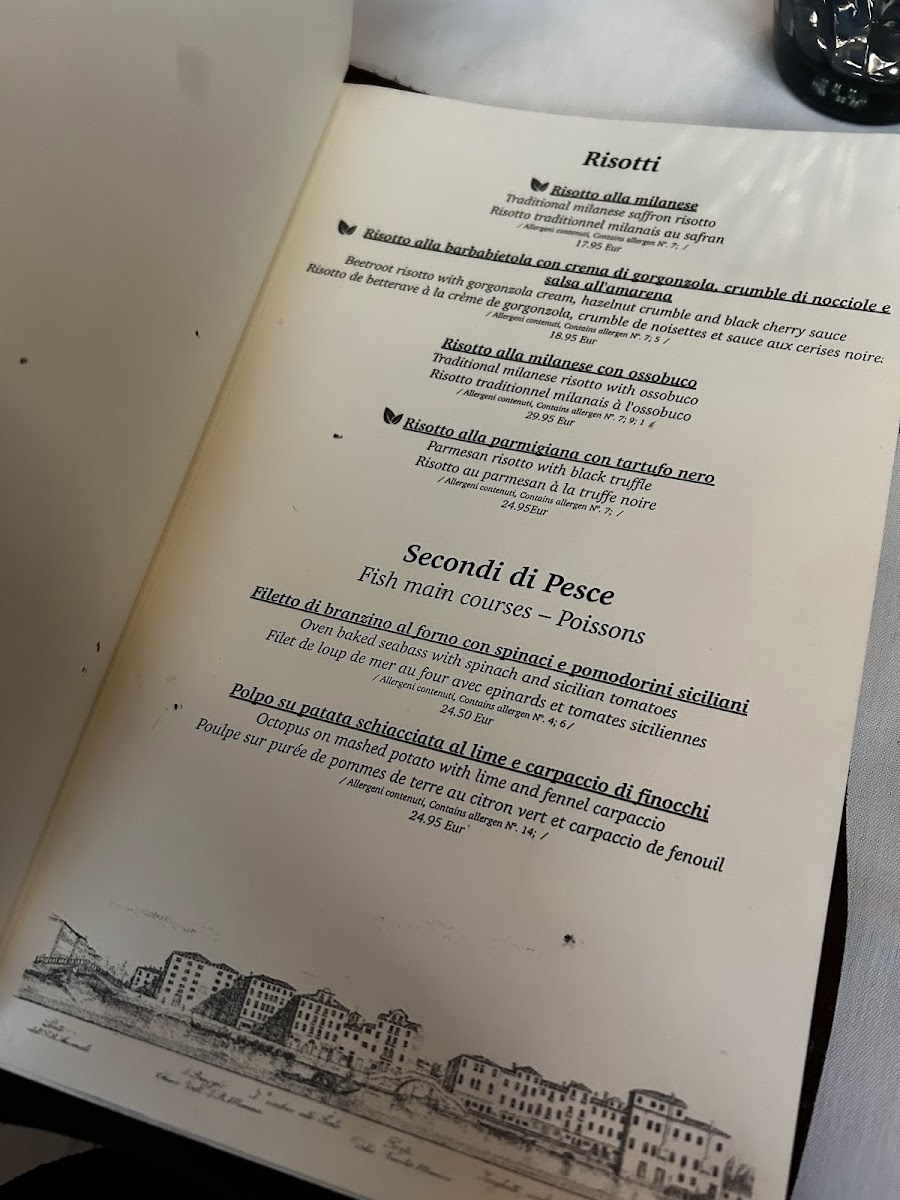 Risotti
Risotto alla milanese
Traditional milanese saffron risotto
Risotto traditionnel milanais au safran
/ Allergeni contenuti, Contains allergen N°. 7; /
17.95 Eur
Risotto alla barbabietola con crema di gorgonzola, crumble di nocciole e
salsa all'amarena
Beetroot risotto with gorgonzola cream, hazelnut crumble and black cherry sauce
Risotto de betterave à la crème de gorgonzola, crumble de noisettes et sauce aux cerises noires
/ Allergeni contenuti, Contains allergen N°. 7; 5 /
18.95 Eur
Risotto alla milanese con ossobuco
Traditional milanese risotto with ossobuco
Risotto traditionnel milanais à l'ossobuco
/ Allergeni contenuti, Contains allergen N°. 7; 9; 1
29.95 Eur
Risotto alla parmigiana con tartufo nero
Parmesan risotto with black truffle
Risotto au parmesan à la truffe noire
/ Allergeni contenuti, Contains allergen N°. 7; /
24.95Eur
Secondi di Pesce
Fish main courses – Poissons
Filetto di branzino al forno con spinaci e pomodorini siciliani
Oven baked seabass with spinach and sicilian tomatoes
Filet de loup de mer au four avec epinards et tomates siciliennes
/ Allergeni contenuti, Contains allergen N°. 4; 6 /
24.50 Eur
Polpo su patata schiacciata al lime e carpaccio di finocchi
Octopus on mashed potato with lime and fennel carpaccio
Poulpe sur purée de pommes de terre au citron vert et carpaccio de fenouil
/ Allergeni contenuti, Contains allergen N°. 14; /
24.95 Eur